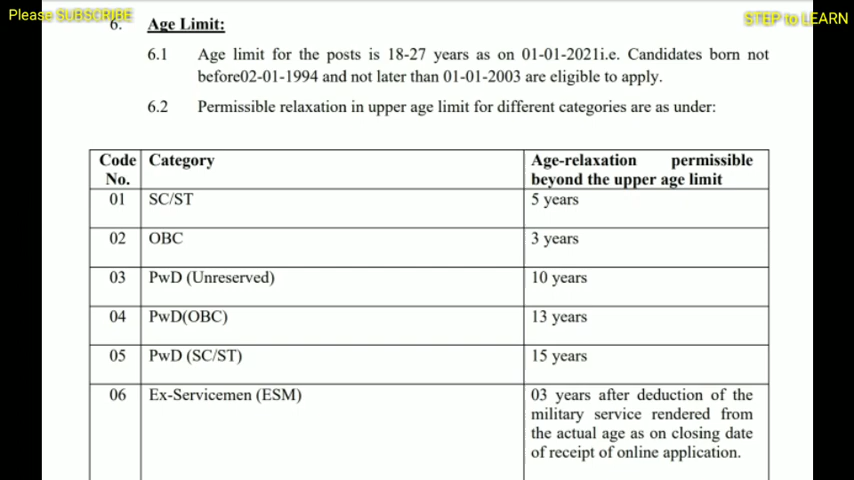 Please SUBSCRIBE
STEP to LEARN
6. Age Limit:
6.1 Age limit for the posts is 18-27 years as on 01-01-2021i.e. Candidates born not
before02-01-1994 and not later than 01-01-2003 are eligible to apply.
6.2 Permissible relaxation in upper age limit for different categories are as under:
Code Category Age-relaxation permissible
No. beyond the upper age limit
01 SC/ST 5 years
02 OBC 3 years
03 PwD (Unreserved) 10 years
04 PwD(OBC) 13 years
05 PwD (SC/ST) 15 years
06 Ex-Servicemen (ESM) 03 years after deduction of the
military service rendered from
the actual age as on closing date
of receipt of online application.